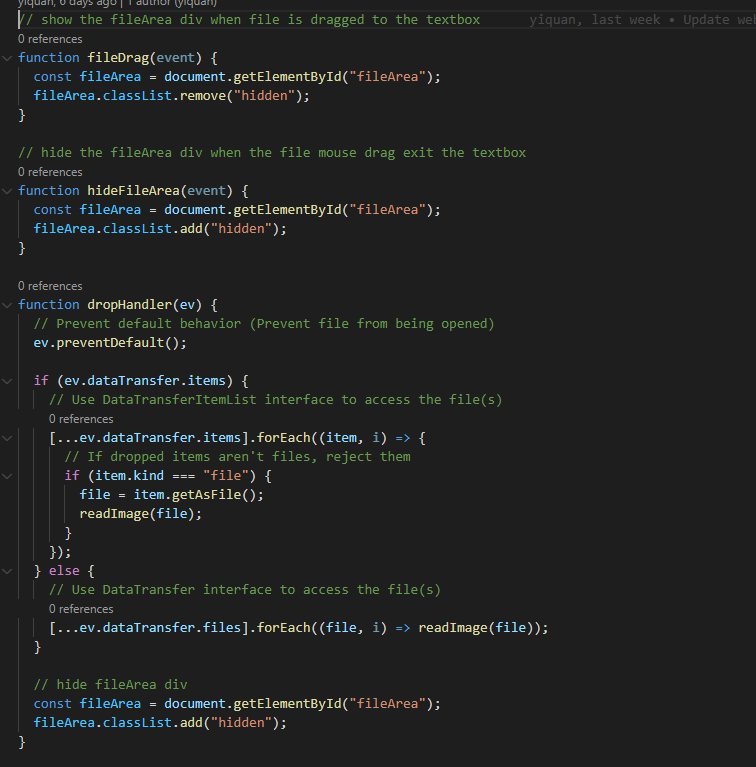 yiquan, 6 days ago | 1 author (yiquan)
// show the fileArea div when file is dragged to the textbox yiquan, last week • Update we
0 references
function fileDrag(event) {
const fileArea = document.getElementById("fileArea");
fileArea.classList.remove("hidden");
}
// hide the fileArea div when the file mouse drag exit the textbox
0 references
function hideFileArea(event) {
const fileArea = document.getElementById("fileArea");
fileArea.classList.add("hidden");
}
0 references
function dropHandler(ev) {
// Prevent default behavior (Prevent file from being opened)
ev.preventDefault();
if (ev.dataTransfer.items) {
// Use DataTransferItemList interface to access the file(s)
0 references
[...ev.dataTransfer.items].forEach((item, i) => {
// If dropped items aren't files, reject them
if (item.kind === "file") {
file = item.getAsFile();
readImage(file);
}
});
} else {
// Use DataTransfer interface to access the file(s)
0 references
[...ev.dataTransfer.files].forEach((file, i) => readImage(file));
}
// hide fileArea div
const fileArea = document.getElementById("fileArea");
fileArea.classList.add("hidden");
}